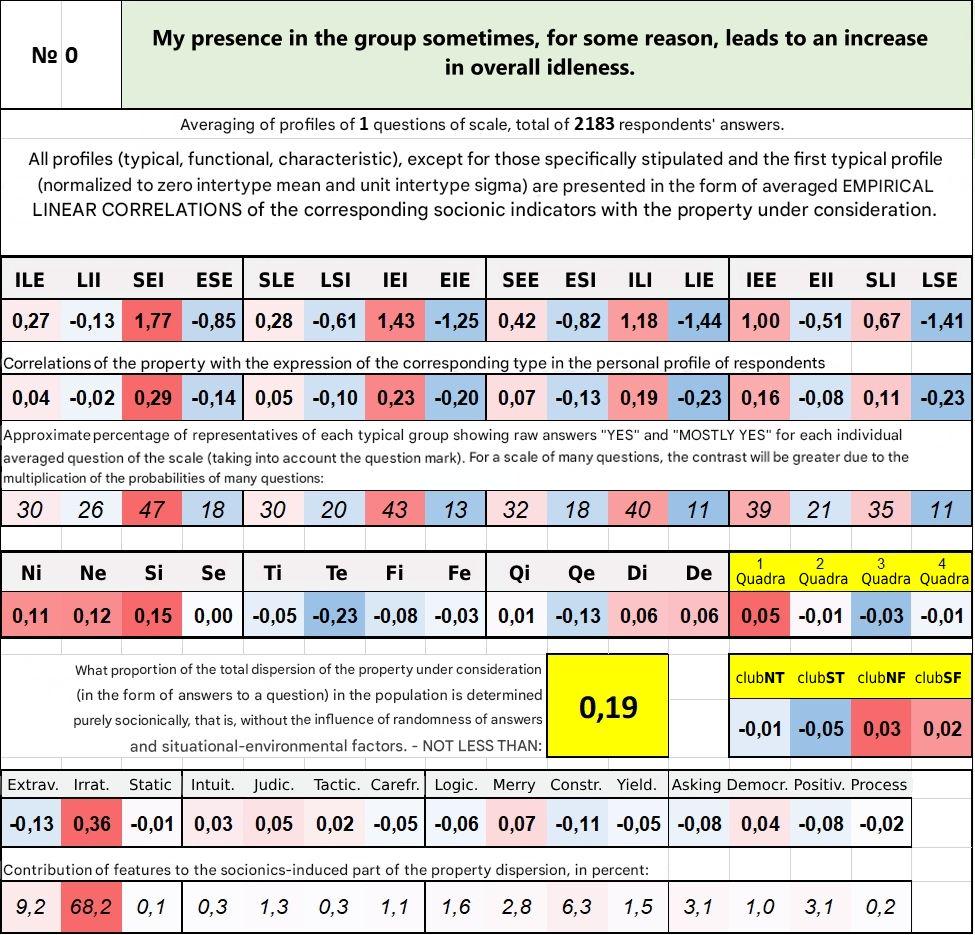 № 0
My presence in the group sometimes, for some reason, leads to an increase
in overall idleness.
Averaging of profiles of 1 questions of scale, total of 2183 respondents' answers.
All profiles (typical, functional, characteristic), except for those specifically stipulated and the first typical profile
(normalized to zero intertype mean and unit intertype sigma) are presented in the form of averaged EMPIRICAL
LINEAR CORRELATIONS of the corresponding socionic indicators with the property under consideration.
ILE LII SEI ESE SLE LSI IEI EIE SEE ESI ILI LIE IEE EII SLI LSE
0,27 -0,13 1,77 -0,85 0,28 -0,61 1,43 -1,25 0,42 -0,82 1,18 -1,44 1,00 -0,51 0,67 -1,41
Correlations of the property with the expression of the corresponding type in the personal profile of respondents
0,04 -0,02 0,29 -0,14 0,05 -0,10 0,23 -0,20 0,07 -0,13 0,19 -0,23 0,16 -0,08 0,11 -0,23
Approximate percentage of representatives of each typical group showing raw answers "YES" and "MOSTLY YES" for each individual
averaged question of the scale (taking into account the question mark). For a scale of many questions, the contrast will be greater due to the
multiplication of the probabilities of many questions:
30 26 47 18 30 20 43 13 32 18 40 11 39 21 35 11
Ni Ne Si Se Ti Te Fi Fe Qi Qe Di De 1 Quadra 2 Quadra 3 Quadra 4 Quadra
0,11 0,12 0,15 0,00 -0,05 -0,23 -0,08 -0,03 0,01 -0,13 0,06 0,06 0,05 -0,01 -0,03 -0,01
What proportion of the total dispersion of the property under consideration
(in the form of answers to a question) in the population is determined
purely socionically, that is, without the influence of randomness of answers
and situational-environmental factors. - NOT LESS THAN:
0,19
clubNT clubST clubNF clubSF
-0,01 -0,05 0,03 0,02
Extrav. Irrat. Static Intuit. Judic. Tactic. Carefr. Logic. Merry Constr. Yield. Asking Democr. Positiv. Process
-0,13 0,36 -0,01 0,03 0,05 0,02 -0,05 -0,06 0,07 -0,11 -0,05 -0,08 0,04 -0,08 -0,02
Contribution of features to the socionics-induced part of the property dispersion, in percent:
9,2 68,2 0,1 0,3 1,3 0,3 1,1 1,6 2,8 6,3 1,5 3,1 1,0 3,1 0,2